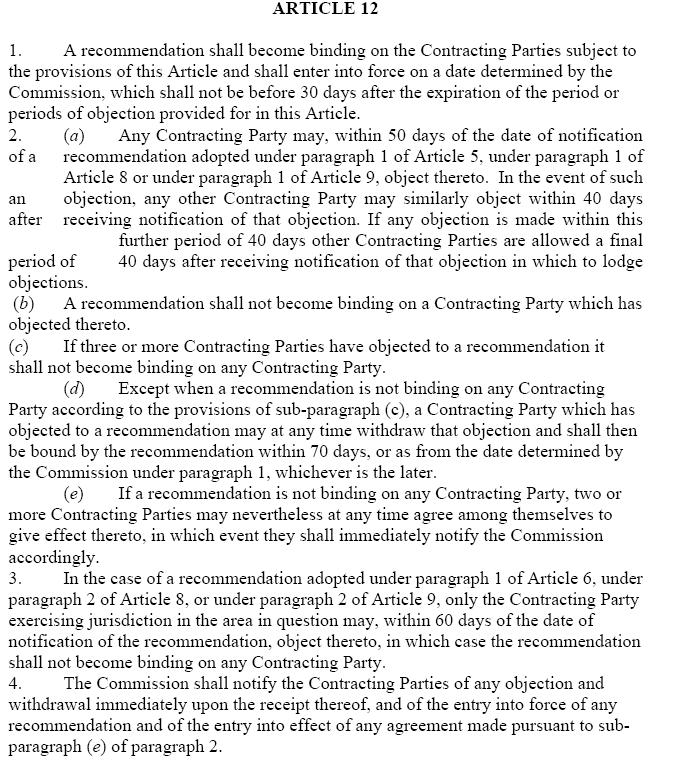 ARTICLE 12
1. A recommendation shall become binding on the Contracting Parties subject to
the provisions of this Article and shall enter into force on a date determined by the
Commission, which shall not be before 30 days after the expiration of the period or
periods of objection provided for in this Article.
2. (a) Any Contracting Party may, within 50 days of the date of notification
of a recommendation adopted under paragraph 1 of Article 5, under paragraph 1 of
Article 8 or under paragraph 1 of Article 9, object thereto. In the event of such
an objection, any other Contracting Party may similarly object within 40 days
after receiving notification of that objection. If any objection is made within this
further period of 40 days other Contracting Parties are allowed a final
period of 40 days after receiving notification of that objection in which to lodge
objections.
(b) A recommendation shall not become binding on a Contracting Party which has
objected thereto.
(c) If three or more Contracting Parties have objected to a recommendation it
shall not become binding on any Contracting Party.
(d) Except when a recommendation is not binding on any Contracting
Party according to the provisions of sub-paragraph (c), a Contracting Party which has
objected to a recommendation may at any time withdraw that objection and shall then
be bound by the recommendation within 70 days, or as from the date determined by
the Commission under paragraph 1, whichever is the later.
(e) If a recommendation is not binding on any Contracting Party, two or
more Contracting Parties may nevertheless at any time agree among themselves to
give effect thereto, in which event they shall immediately notify the Commission
accordingly.
3. In the case of a recommendation adopted under paragraph 1 of Article 6, under
paragraph 2 of Article 8, or under paragraph 2 of Article 9, only the Contracting Party
exercising jurisdiction in the area in question may, within 60 days of the date of
notification of the recommendation, object thereto, in which case the recommendation
shall not become binding on any Contracting Party.
4. The Commission shall notify the Contracting Parties of any objection and
withdrawal immediately upon the receipt thereof, and of the entry into force of any
recommendation and of the entry into effect of any agreement made pursuant to sub-
paragraph (e) of paragraph 2.